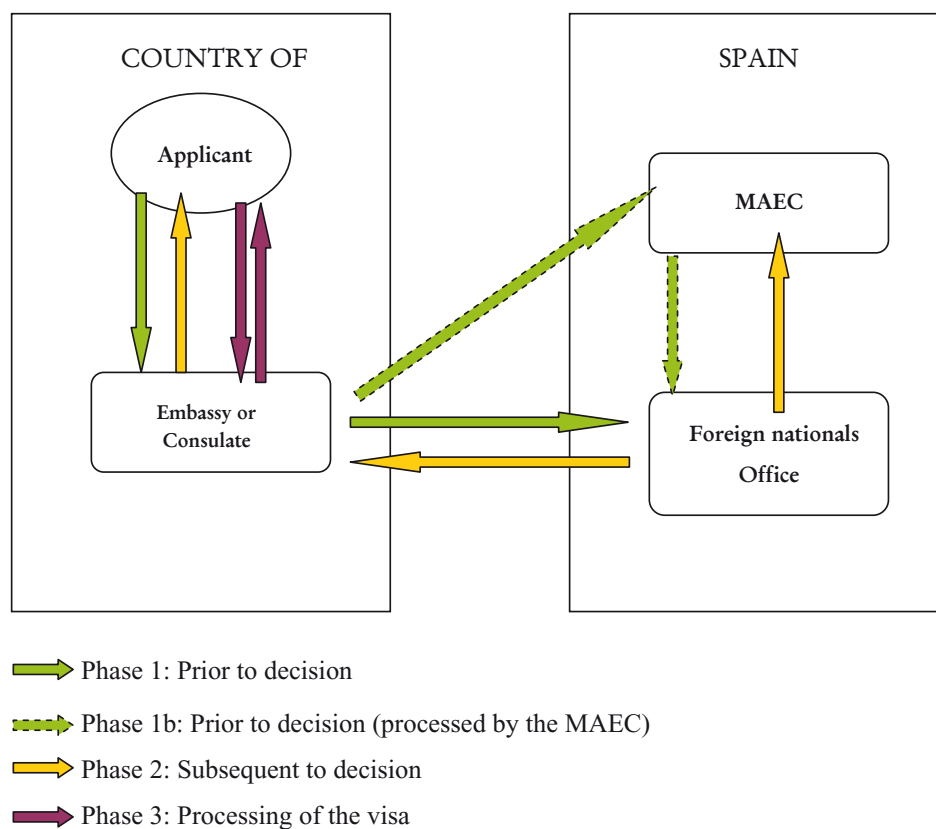 COUNTRY OF
Applicant
Embassy or
Consulate
SPAIN
MAEC
Foreign nationals
Office
Phase 1: Prior to decision
Phase 1b: Prior to decision (processed by the MAEC)
Phase 2: Subsequent to decision
Phase 3: Processing of the visa